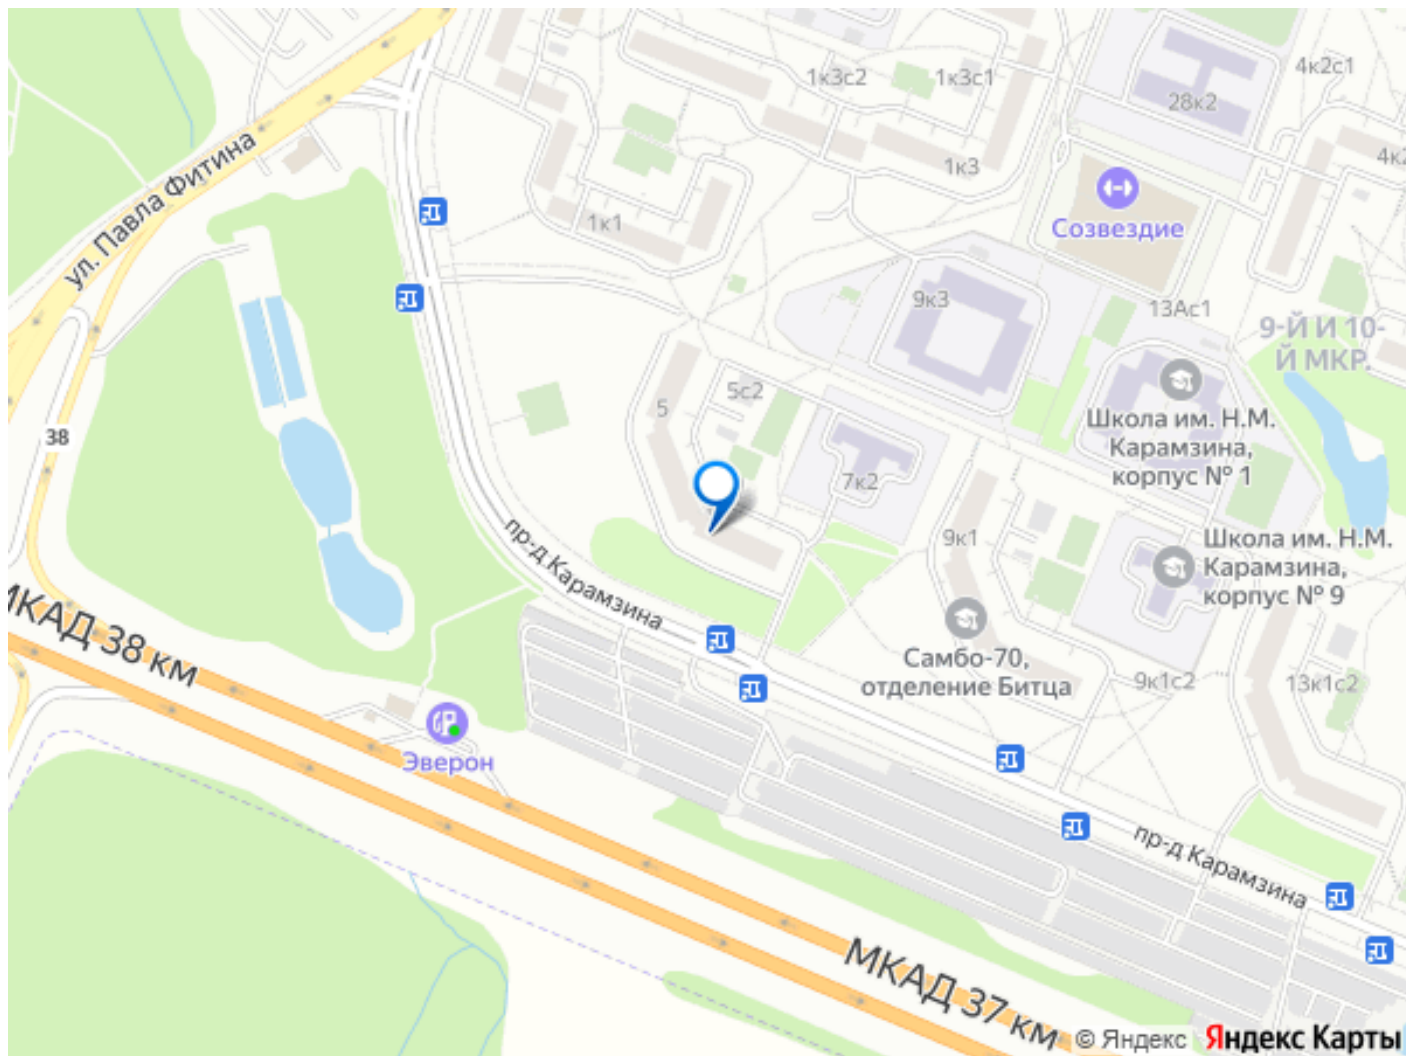 1к3с2
1к3с1
4к2с1
28к2
ул. Павла Фитина
1к3
4к2
1к1
Созвездие
9к3
13Ас1
9-Й И 10-
Й МКР.
5с2
5
38
Школа им. Н.М.
Карамзина,
корпус № 1
7к2
пр-д Карамзина
9к1
Школа им. Н.М.
Карамзина,
корпус № 9
МКАД 38 км
Самбо-70,
отделение Битца
9к1с2
13к1с2
Эверон
пр-д Карамзина
МКАД 37 км
© Яндекс Яндекс Карты